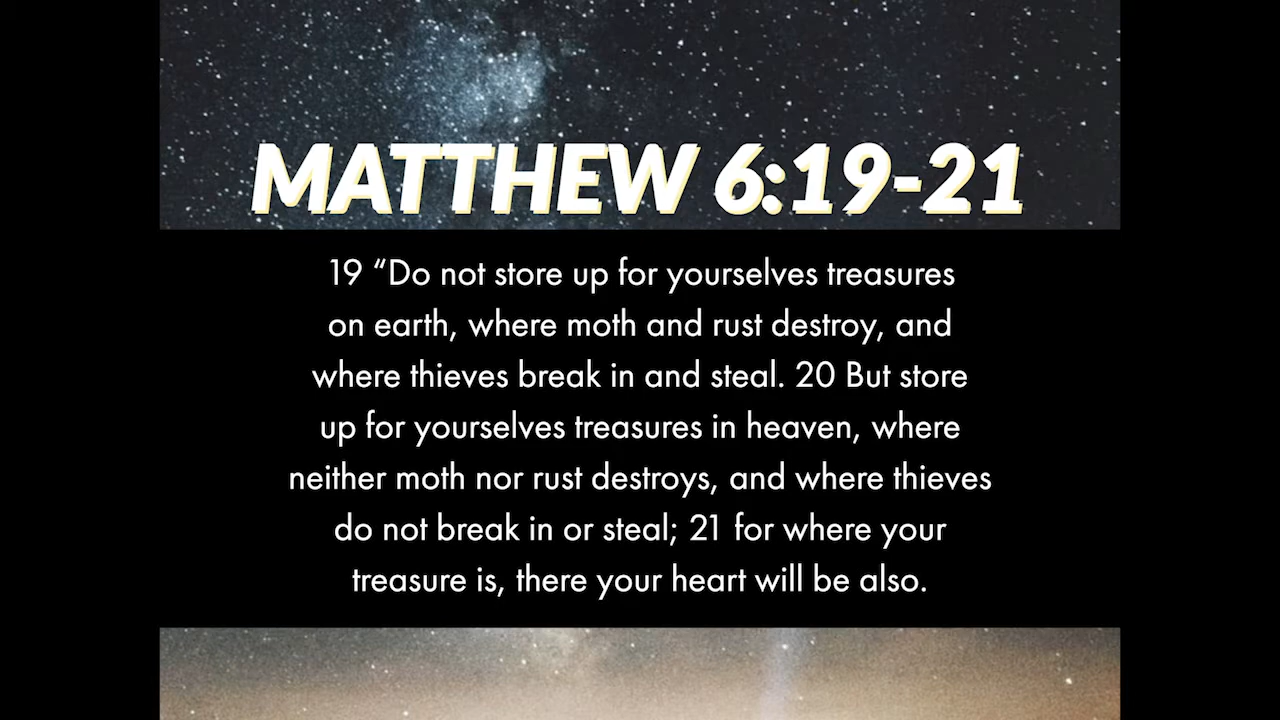 MATTHEW 6:19-21
19 “Do not store up for yourselves treasures
on earth, where moth and rust destroy, and
where thieves break in and steal. 20 But store
up for yourselves treasures in heaven, where
neither moth nor rust destroys, and where thieves
do not break in or steal; 21 for where your
treasure is, there your heart will be also.